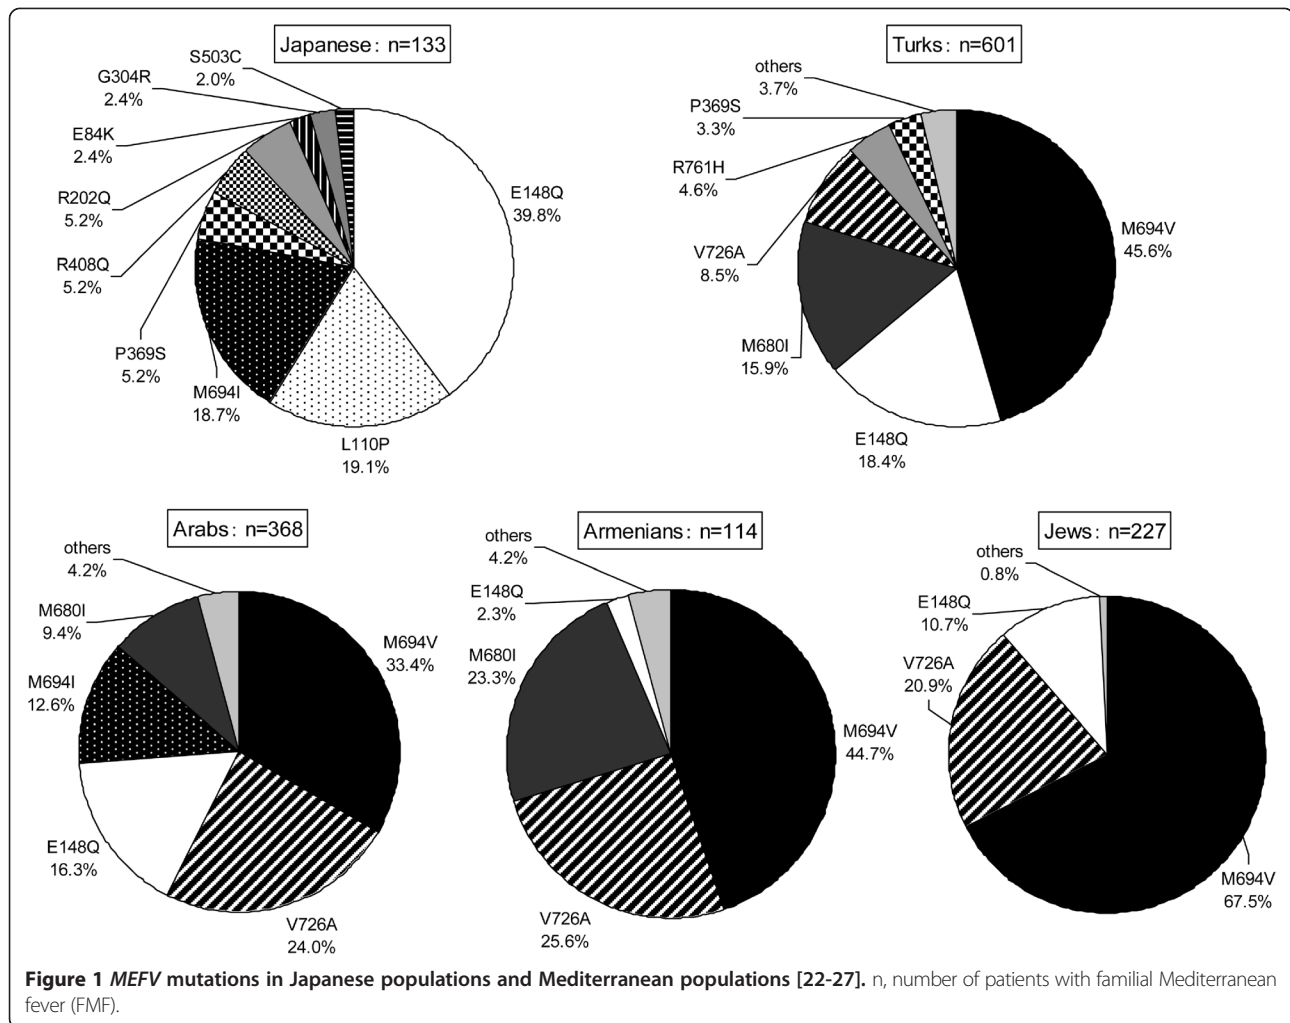 Japanese: n=133
S503C
2.0%
G304R
2.4%
E84K
2.4%
R202Q
5.2%
R408Q
5.2%
P369S
5.2%
M694I
18.7%
L110P
19.1%
E148Q
39.8%
Turks: n=601
others
3.7%
P369S
3.3%
R761H
4.6%
V726A
8.5%
M680I
15.9%
E148Q
18.4%
M694V
45.6%
Arabs: n=368
others
4.2%
M680I
9.4%
M694I
12.6%
E148Q
16.3%
V726A
24.0%
M694V
33.4%
Armenians: n=114
others
4.2%
E148Q
2.3%
M680I
23.3%
V726A
25.6%
M694V
44.7%
Jews: n=227
others
0.8%
E148Q
10.7%
V726A
20.9%
M694V
67.5%
Figure 1 MEFV mutations in Japanese populations and Mediterranean populations [22-27]. n, number of patients with familial Mediterranean
fever (FMF).